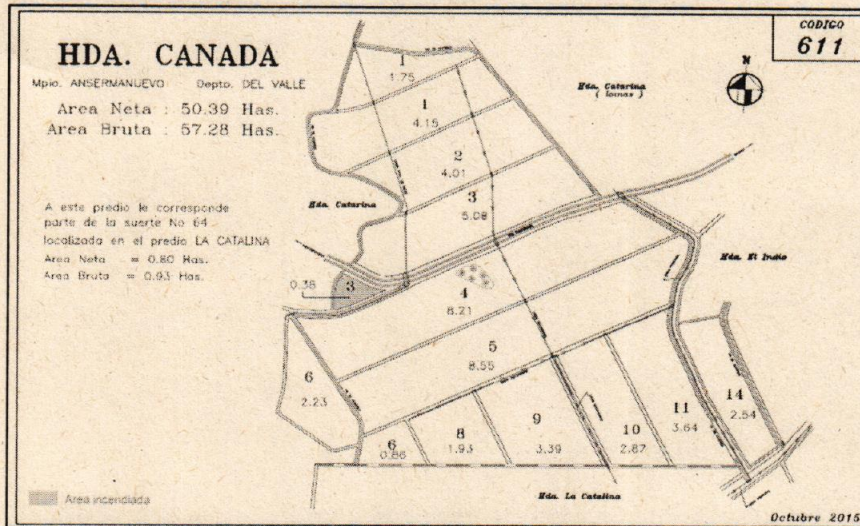 HDA. CANADA
Mpio. ANSERMANUEVO Depto. DEL VALLE
Area Neta : 50.39 Has.
Area Bruta : 57.28 Has.
CODIGO
611
N
Hda. Catarina
( lomas )
A este predio le corresponde
parte de la suerte No 64
localizada en el predio LA CATALINA
Area Neta = 0.80 Has.
Area Bruta = 0.93 Has.
Hda. Catarina
Hda. El Indio
1
1.75
1
4.15
2
4.01
3
5.08
0.38
3
4
8.21
5
8.55
6
2.23
6
0.86
8
1.93
9
3.39
10
2.87
11
3.64
14
2.54
Hda. La Catalina
Area incendiada
Octubre 2015